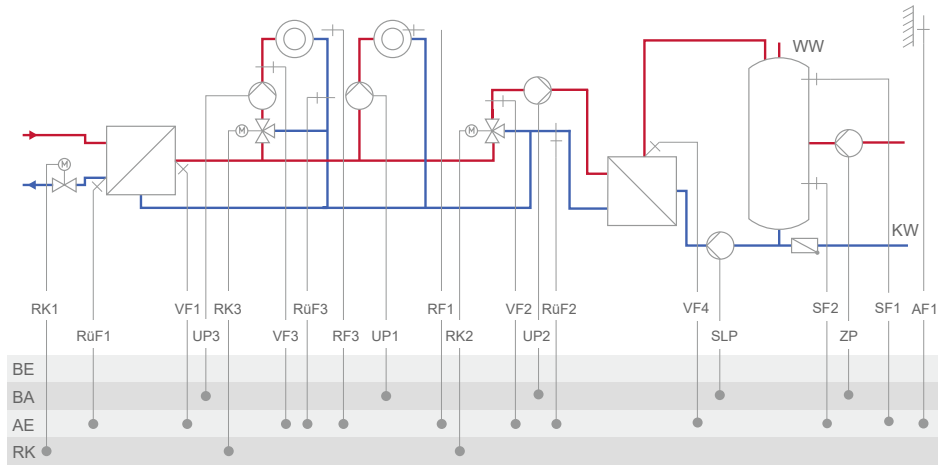 WW
M
M
M
KW
RK1 VF1 RK3 RüF3 RF1 VF2 RüF2 VF4 SF2 SF1 AF1
RüF1 UP3 VF3 RF3 UP1 RK2 UP2 SLP ZP
BE
BA
AE
RK